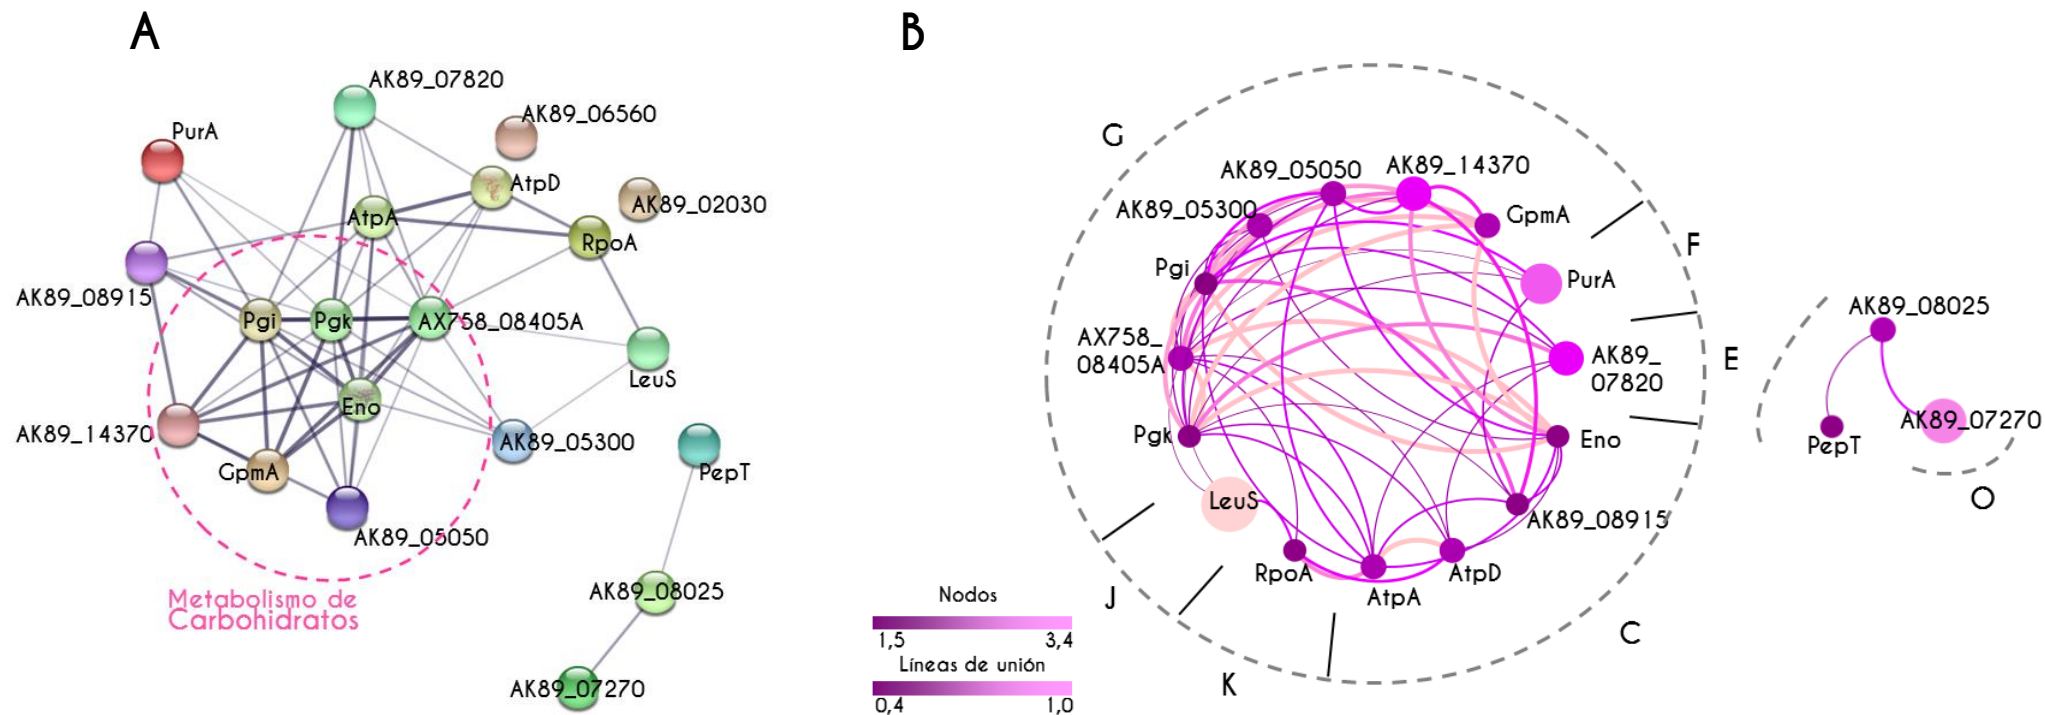 A
AK89_07820
AK89_06560
PurA
AtpD
AK89_02030
AtpA
RpoA
AK89_08915
Pgi
Pgk
AX758_08405A
LeuS
Eno
AK89_14370
AK89_05300
GpmA
PepT
AK89_05050
Metabolismo de
Carbohidratos
AK89_08025
AK89_07270
B
G
AK89_05050
AK89_14370
AK89_05300
GpmA
F
Pgi
PurA
AX758_
08405A
E
AK89_
07820
Pgk
Eno
LeuS
AK89_08915
RpoA
AtpD
AtpA
J
K
C
AK89_08025
PepT
AK89_07270
O
Nodos
1,5
3,4
Líneas de unión
0,4
1,0